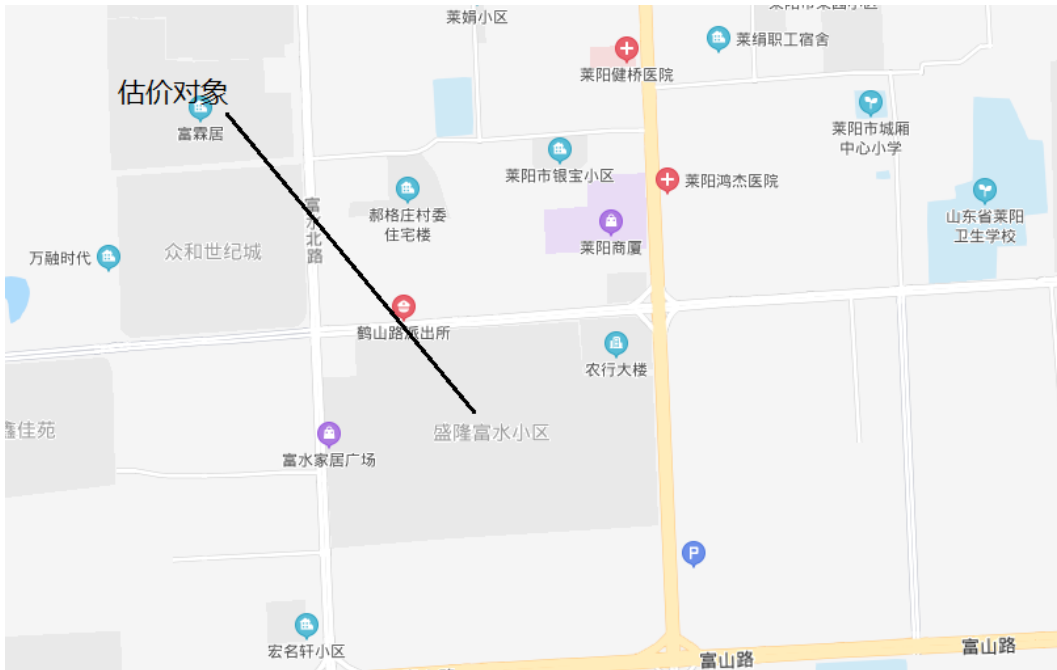 莱娟小区
莱绢职工宿舍
莱阳健桥医院
估价对象
富霖居
莱阳市城厢
中心小学
莱阳市银宝小区
莱阳鸿杰医院
郝格庄村委
住宅楼
富水北路
山东省莱阳
卫生学校
众和世纪城
莱阳商厦
万融时代
鹤山路派出所
农行大楼
鑫佳苑
盛隆富水小区
富水家居广场
P
宏名轩小区
富山路
富山路